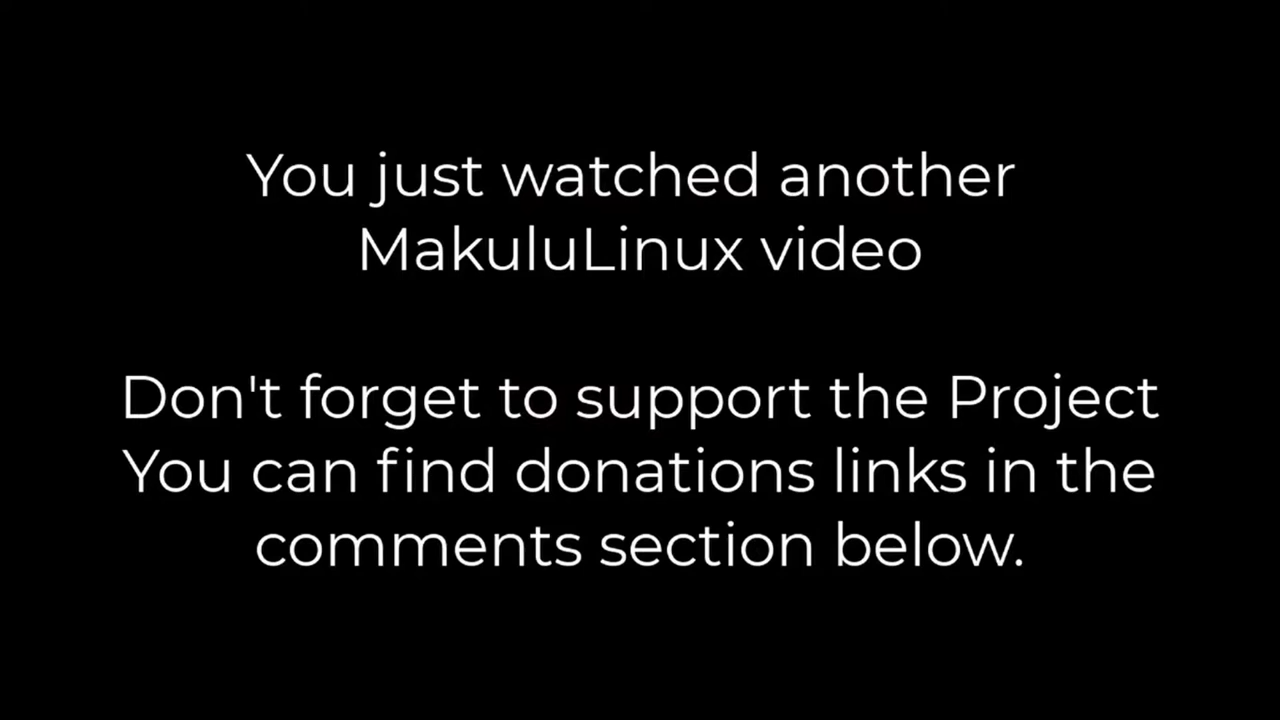 You just watched another
MakuluLinux video
Don't forget to support the Project
You can find donations links in the
comments section below.